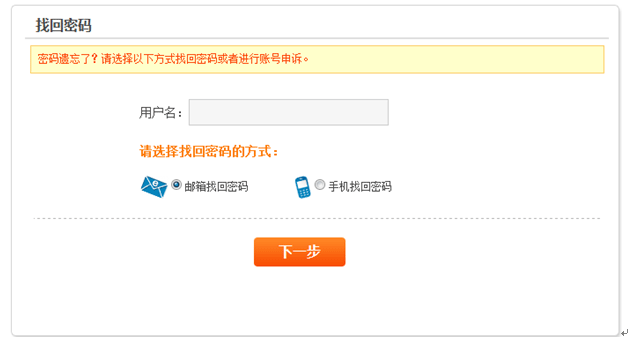 找回密码
密码遗忘了？请选择以下方式找回密码或者进行账号申诉。
用户名：
请选择找回密码的方式：
邮箱找回密码 手机找回密码
下一步